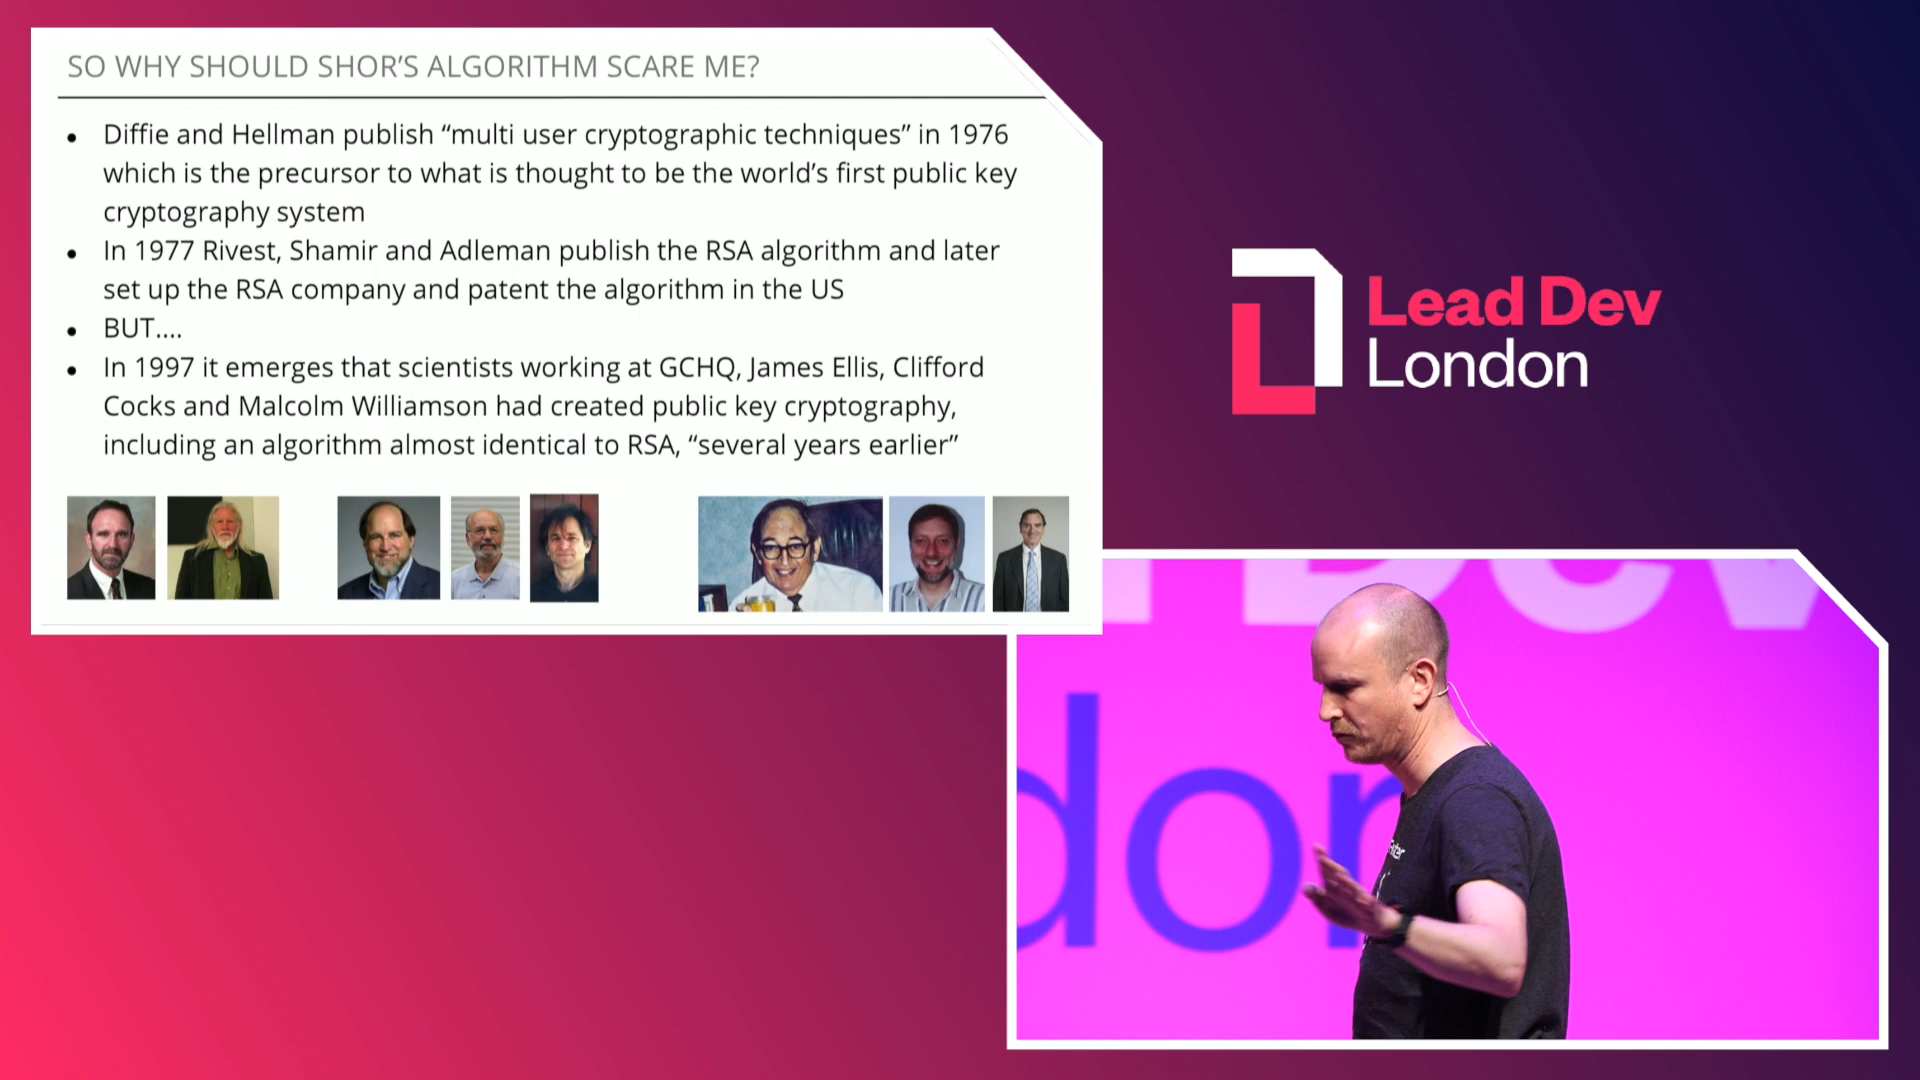 SO WHY SHOULD SHOR’S ALGORITHM SCARE ME?
• Diffie and Hellman publish “multi user cryptographic techniques” in 1976
which is the precursor to what is thought to be the world’s first public key
cryptography system
• In 1977 Rivest, Shamir and Adleman publish the RSA algorithm and later
set up the RSA company and patent the algorithm in the US
• BUT....
• In 1997 it emerges that scientists working at GCHQ, James Ellis, Clifford
Cocks and Malcolm Williamson had created public key cryptography,
including an algorithm almost identical to RSA, “several years earlier”
Lead Dev
London
Dev
don